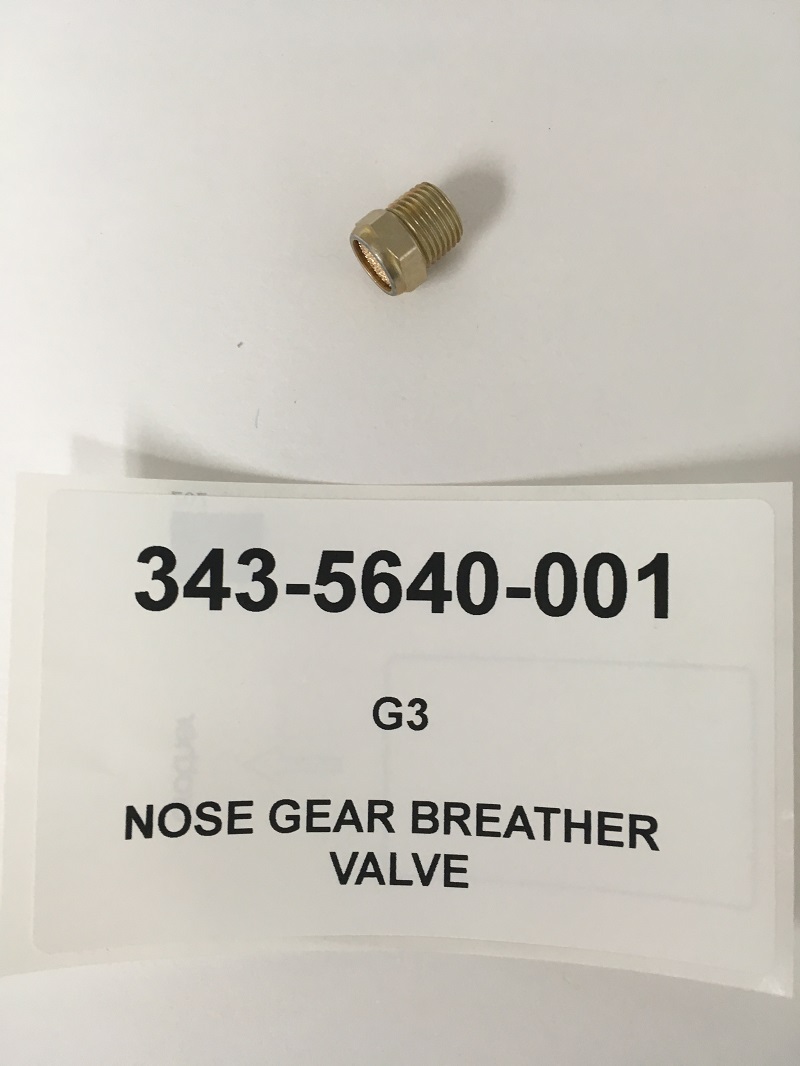 343-5640-001
G3
NOSE GEAR BREATHER
VALVE